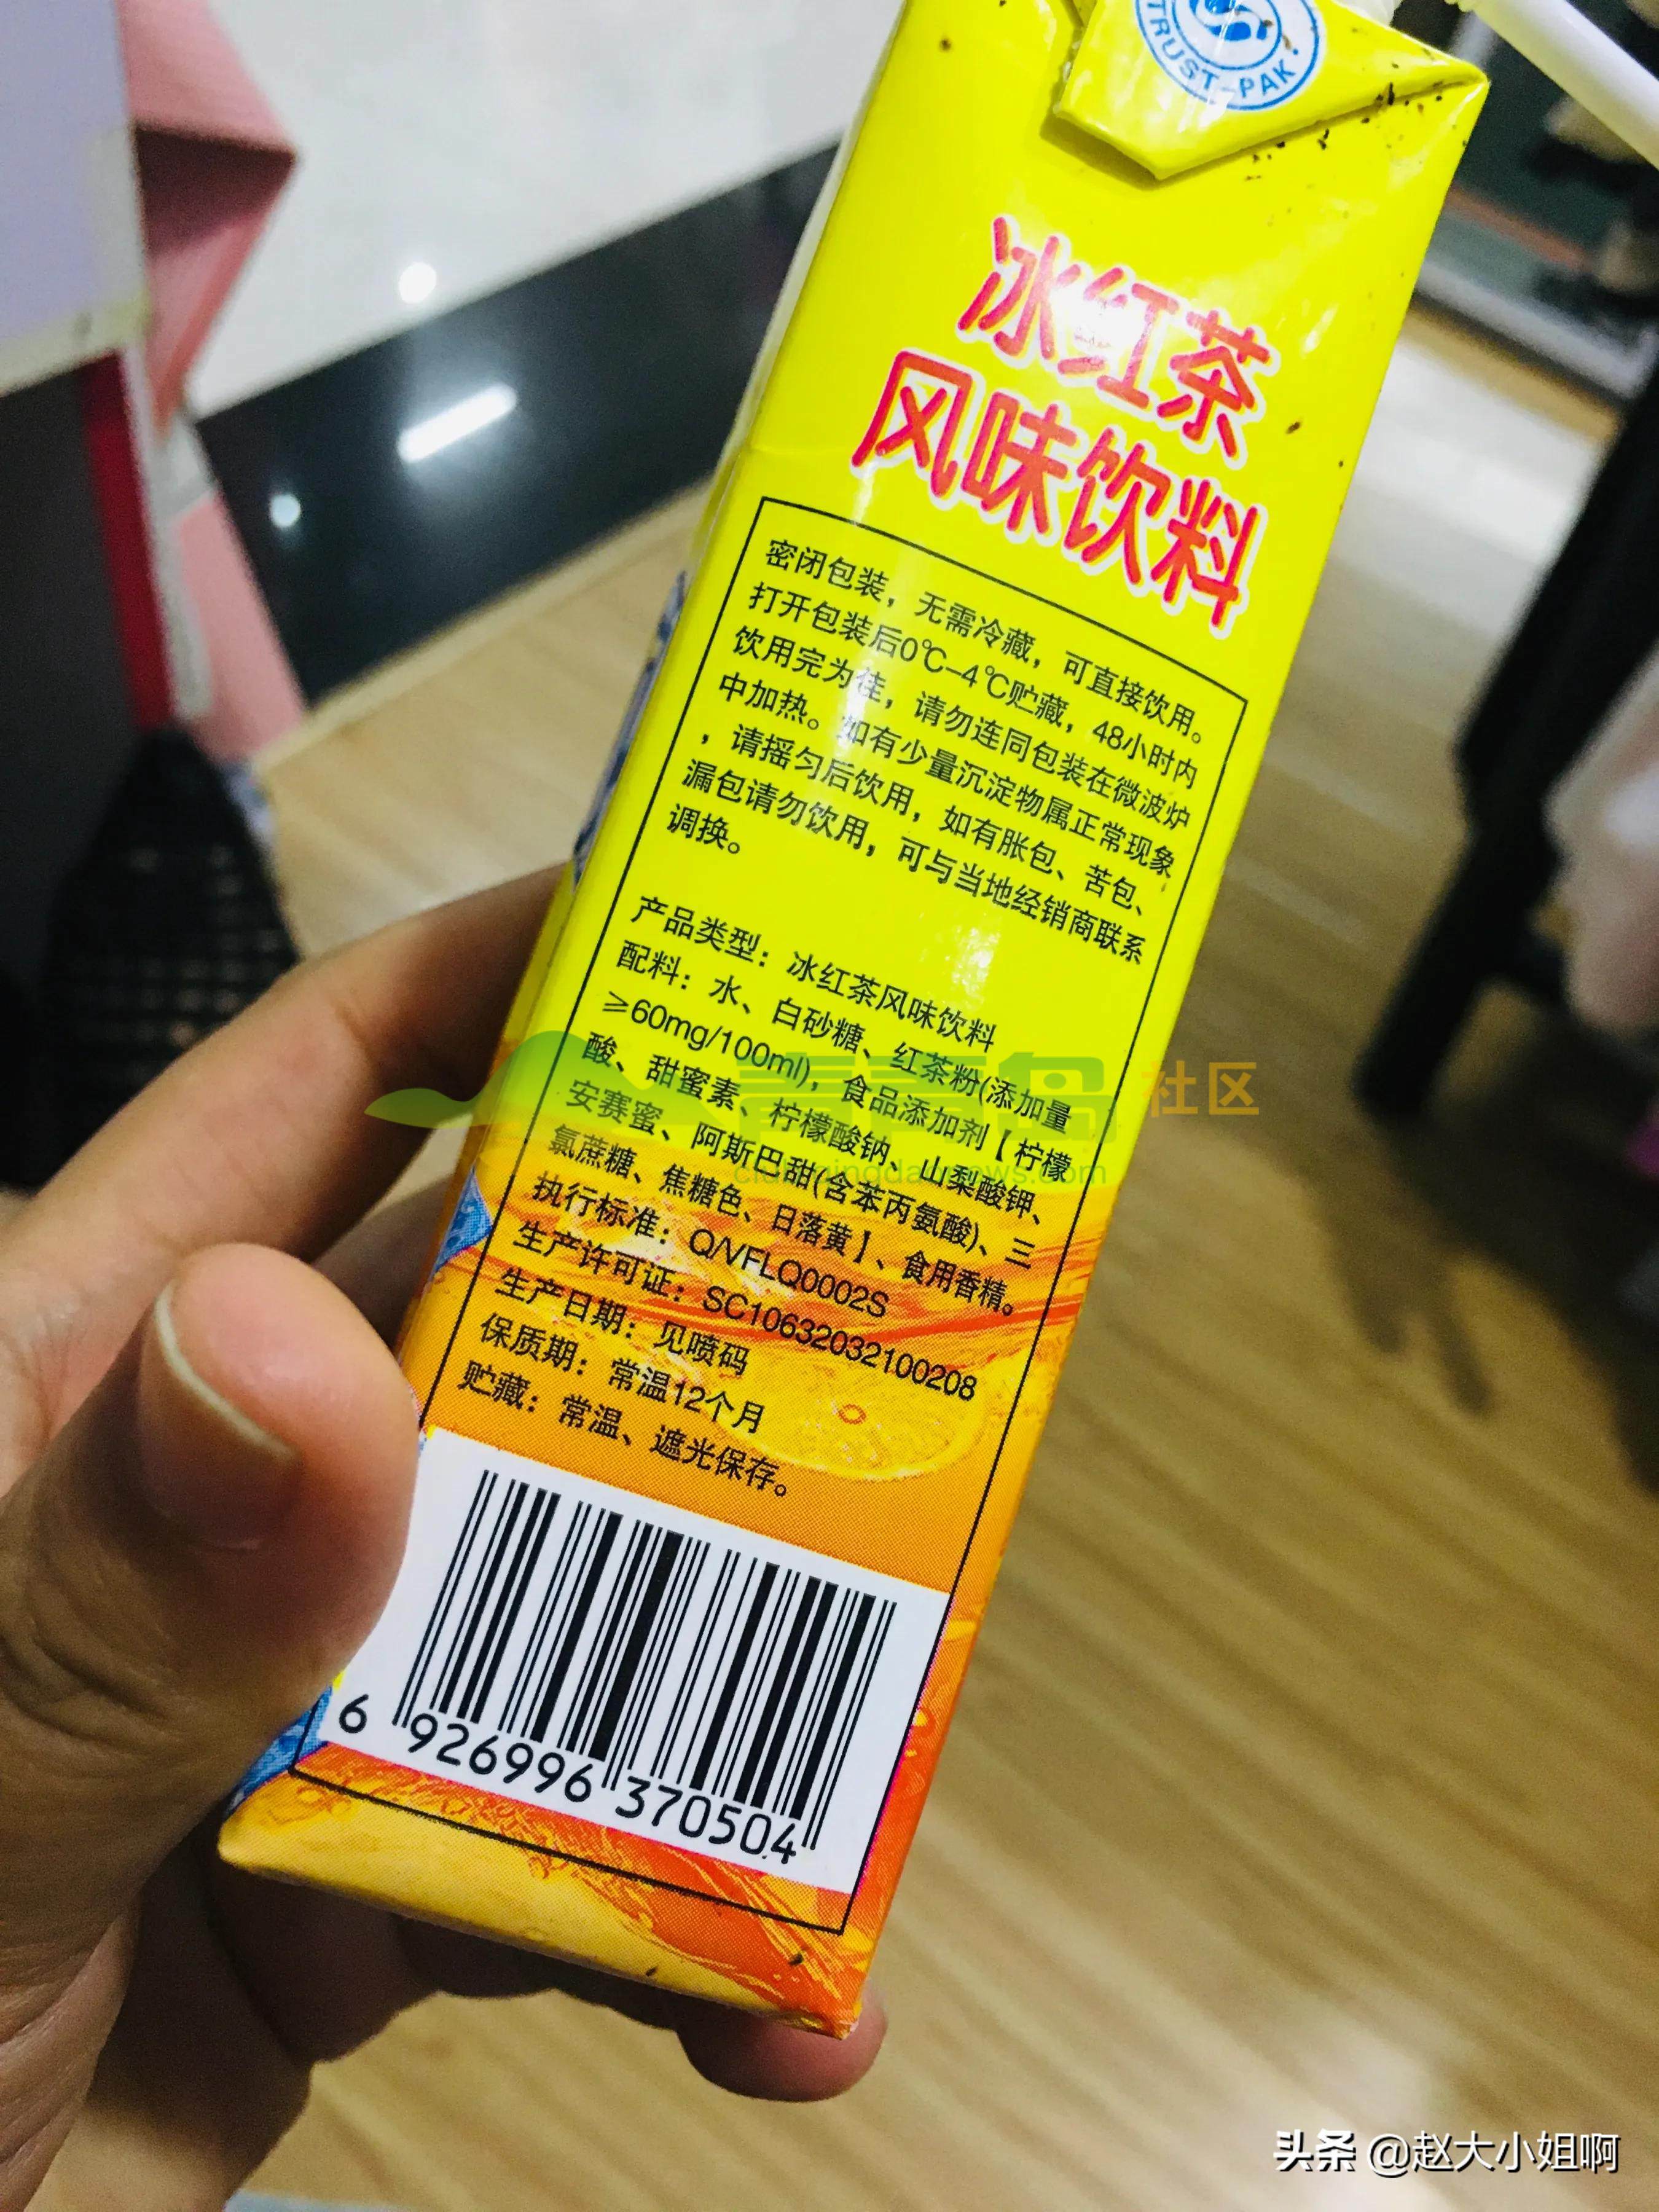 TRUST-PAK
冰红茶
风味饮料
密闭包装，无需冷藏，可直接饮用。
打开包装后0℃-4℃贮藏，48小时内
饮用完为佳，请勿连同包装在微波炉
中加热。如有少量沉淀物属正常现象
，请摇匀后饮用，如有胀包、苦包、
漏包请勿饮用，可与当地经销商联系
调换。
产品类型：冰红茶风味饮料
配料：水、白砂糖、红茶粉(添加量
≥60mg/100ml)，食品添加剂【柠檬
酸、甜蜜素、柠檬酸钠、山梨酸钾、
安赛蜜、阿斯巴甜(含苯丙氨酸)、三
氯蔗糖、焦糖色、日落黄】、食用香精。
执行标准：Q/VFLQ0002S
生产许可证：SC10632032100208
生产日期：见喷码
保质期：常温12个月
贮藏：常温、遮光保存。
6 926996 370504
青青岛 社区
club.qingdaonews.com
头条 @赵大小姐啊